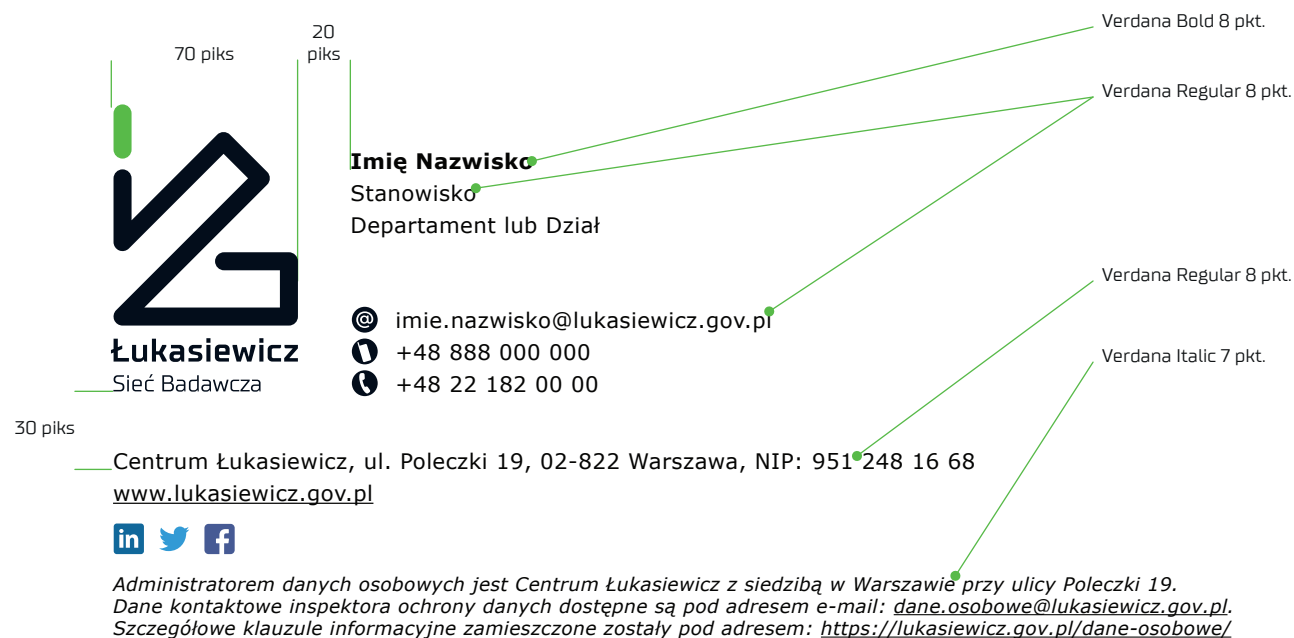 Verdana Bold 8 pkt.
20
piks
70 piks
Verdana Regular 8 pkt.
Imię Nazwisko
Stanowisko
Departament lub Dział
Verdana Regular 8 pkt.
@ imie.nazwisko@lukasiewicz.gov.pl
+48 888 000 000
+48 22 182 00 00
Łukasiewicz
Sieć Badawcza
Verdana Italic 7 pkt.
30 piks
Centrum Łukasiewicz, ul. Poleczki 19, 02-822 Warszawa, NIP: 951 248 16 68
www.lukasiewicz.gov.pl
in f
Administratorem danych osobowych jest Centrum Łukasiewicz z siedzibą w Warszawie przy ulicy Poleczki 19.
Dane kontaktowe inspektora ochrony danych dostępne są pod adresem e-mail: dane.osobowe@lukasiewicz.gov.pl.
Szczegółowe klauzule informacyjne zamieszczone zostały pod adresem: https://lukasiewicz.gov.pl/dane-osobowe/